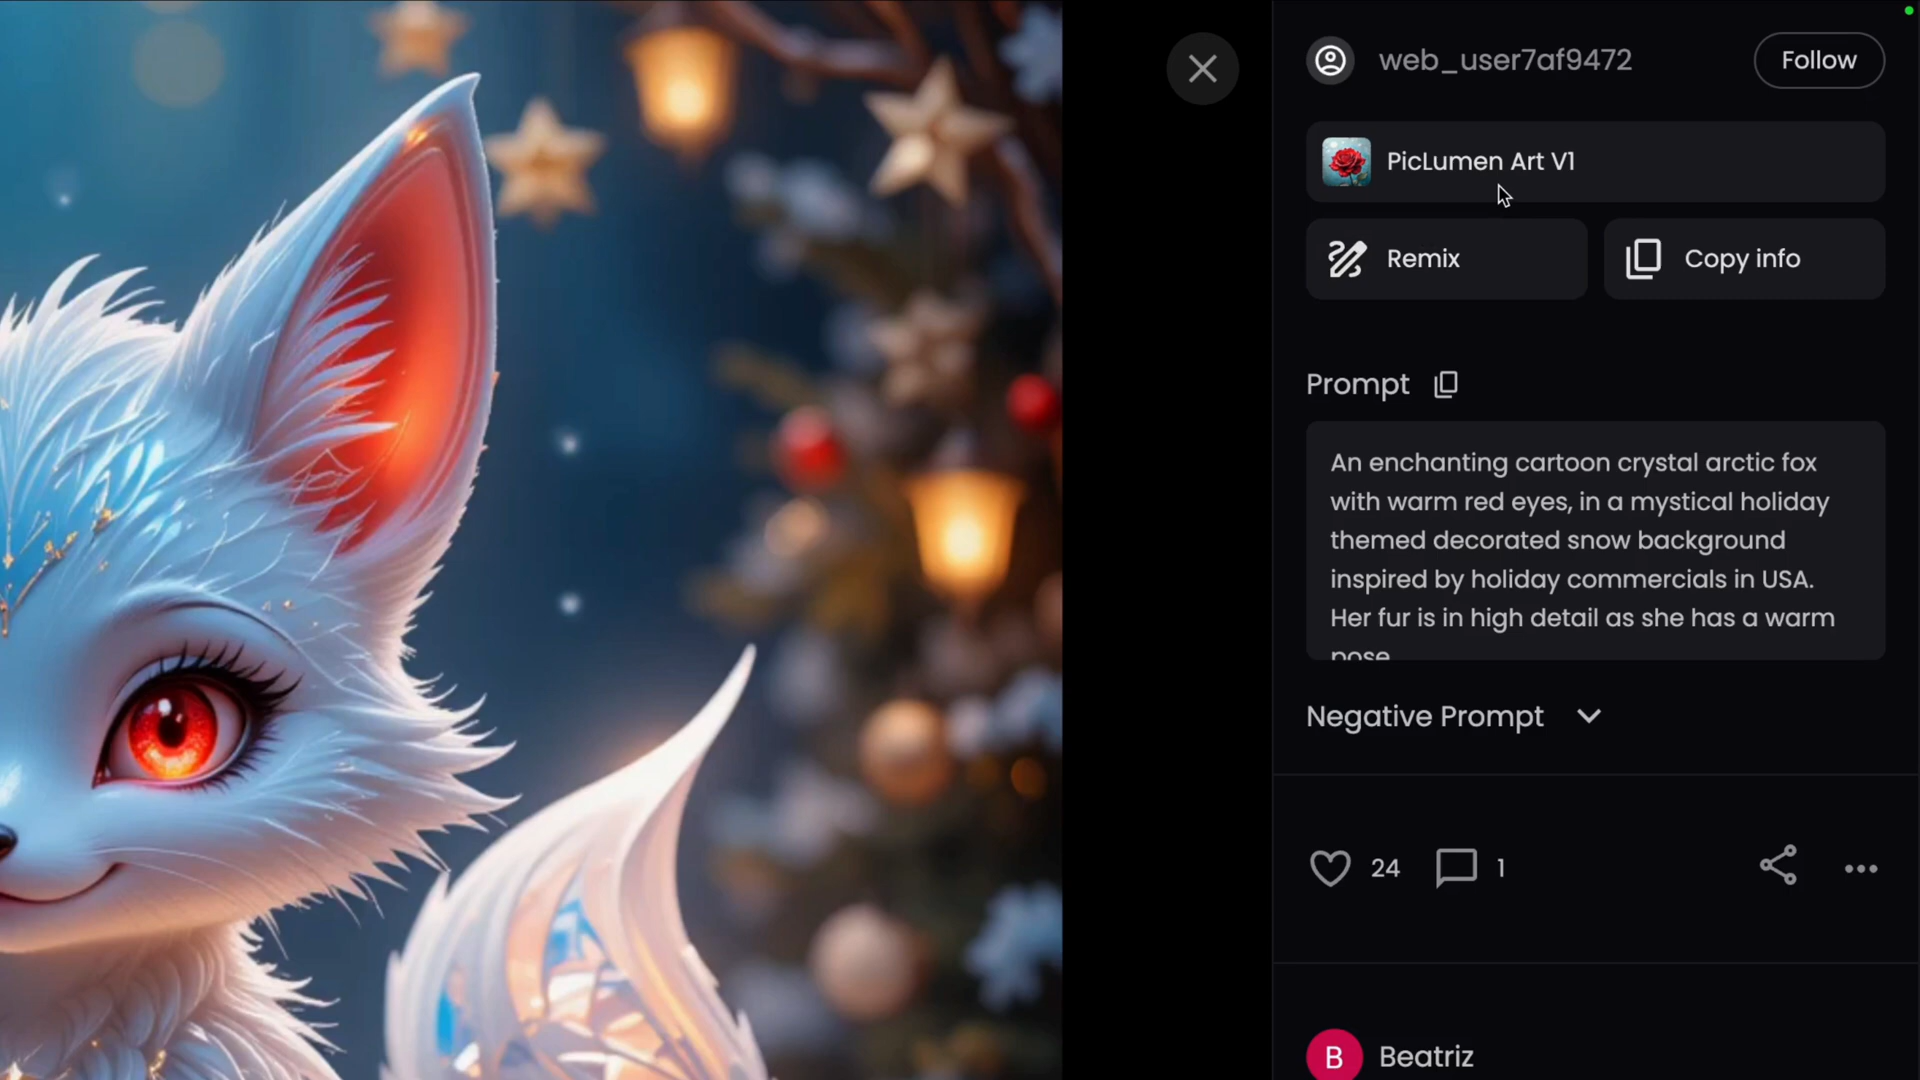 web_user7af9472
Follow
PicLumen Art V1
Remix
Copy info
Prompt
An enchanting cartoon crystal arctic fox
with warm red eyes, in a mystical holiday
themed decorated snow background
inspired by holiday commercials in USA.
Her fur is in high detail as she has a warm
pose
Negative Prompt
24
1
B
Beatriz